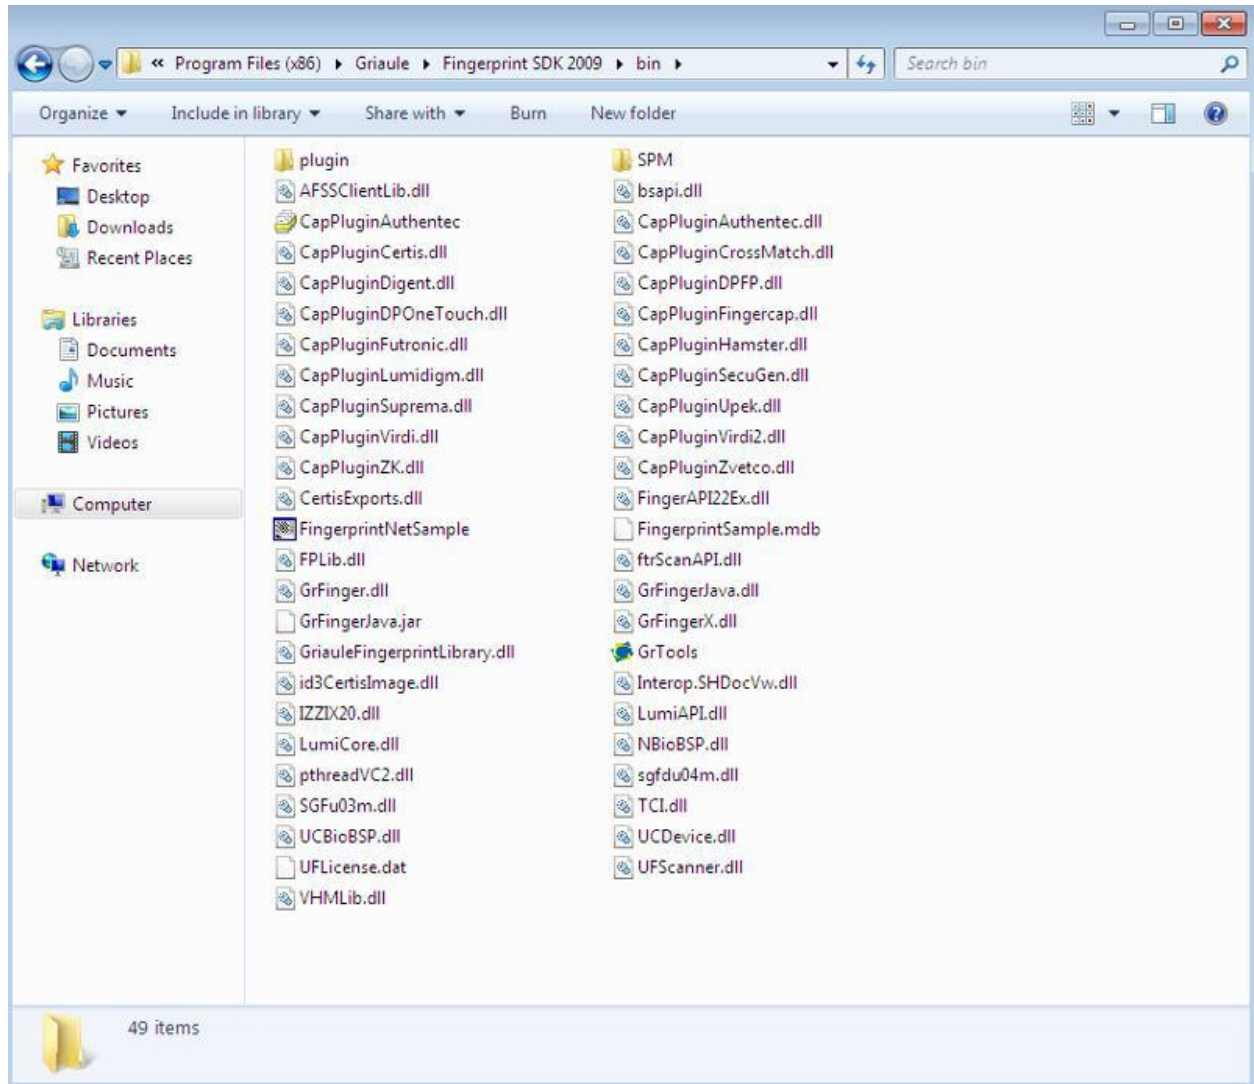 « Program Files (x86) Griaule Fingerprint SDK 2009 bin Search bin
Organize Include in library Share with Burn New folder
Favorites
Desktop
Downloads
Recent Places
Libraries
Documents
Music
Pictures
Videos
Computer
Network
plugin SPM
AFSSClientLib.dll bsapi.dll
CapPluginAuthentec CapPluginAuthentec.dll
CapPluginCertis.dll CapPluginCrossMatch.dll
CapPluginDigent.dll CapPluginDPFP.dll
CapPluginDPOneTouch.dll CapPluginFingercap.dll
CapPluginFutronic.dll CapPluginHamster.dll
CapPluginLumidigm.dll CapPluginSecuGen.dll
CapPluginSuprema.dll CapPluginUpek.dll
CapPluginVirdi.dll CapPluginVirdi2.dll
CapPluginZK.dll CapPluginZvetco.dll
CertisExports.dll FingerAPI22Ex.dll
FingerprintNetSample FingerprintSample.mdb
FPLib.dll ftrScanAPI.dll
GrFinger.dll GrFingerJava.dll
GrFingerJava.jar GrFingerX.dll
GriauleFingerprintLibrary.dll GrTools
id3CertisImage.dll Interop.SHDocVw.dll
IZZIX20.dll LumiAPI.dll
LumiCore.dll NBioBSP.dll
pthreadVC2.dll sgfdu04m.dll
SGFu03m.dll TCI.dll
UCBioBSP.dll UCDevice.dll
UFLicense.dat UFScanner.dll
VHMLib.dll
49 items